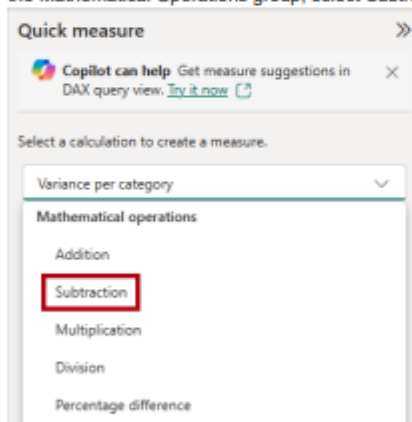 Quick measure
Copilot can help Get measure suggestions in
DAX query view. Try it now
Select a calculation to create a measure.
Variance per category
Mathematical operations
Addition
Subtraction
Multiplication
Division
Percentage difference